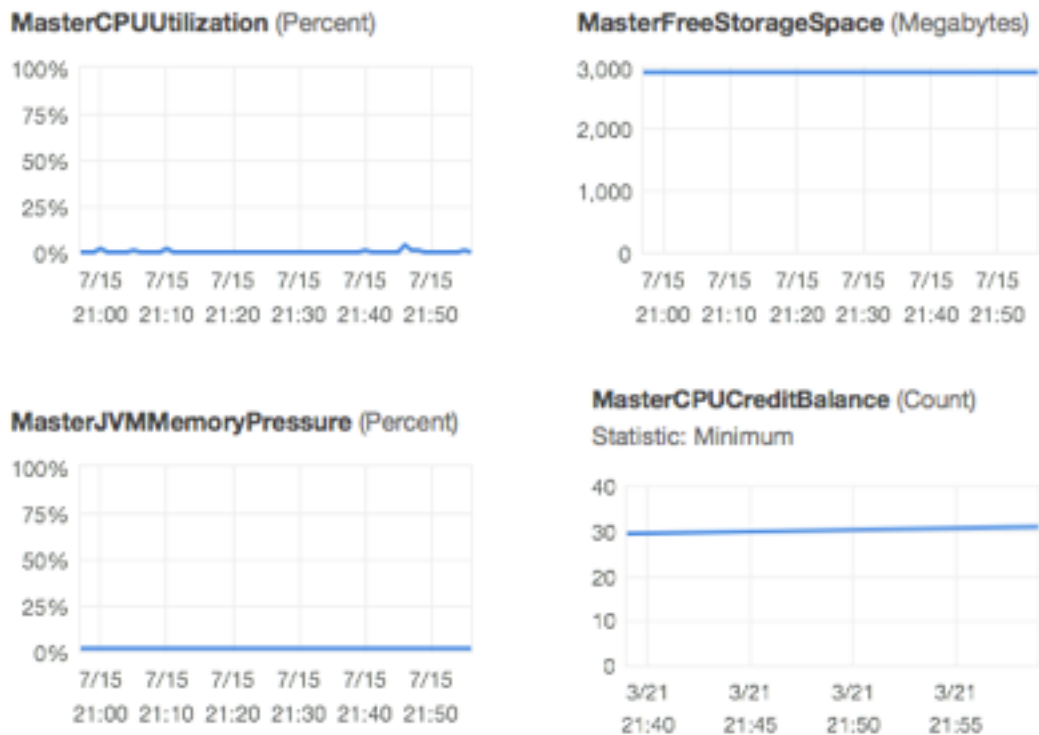 MasterCPUUtilization (Percent)
100%
75%
50%
25%
0%
7/15 7/15 7/15 7/15 7/15 7/15
21:00 21:10 21:20 21:30 21:40 21:50
MasterFreeStorageSpace (Megabytes)
3,000
2,000
1,000
0
7/15 7/15 7/15 7/15 7/15 7/15
21:00 21:10 21:20 21:30 21:40 21:50
MasterJVMMemoryPressure (Percent)
100%
75%
50%
25%
0%
7/15 7/15 7/15 7/15 7/15 7/15
21:00 21:10 21:20 21:30 21:40 21:50
MasterCPUCreditBalance (Count)
Statistic: Minimum
40
30
20
10
0
3/21 3/21 3/21 3/21
21:40 21:45 21:50 21:55